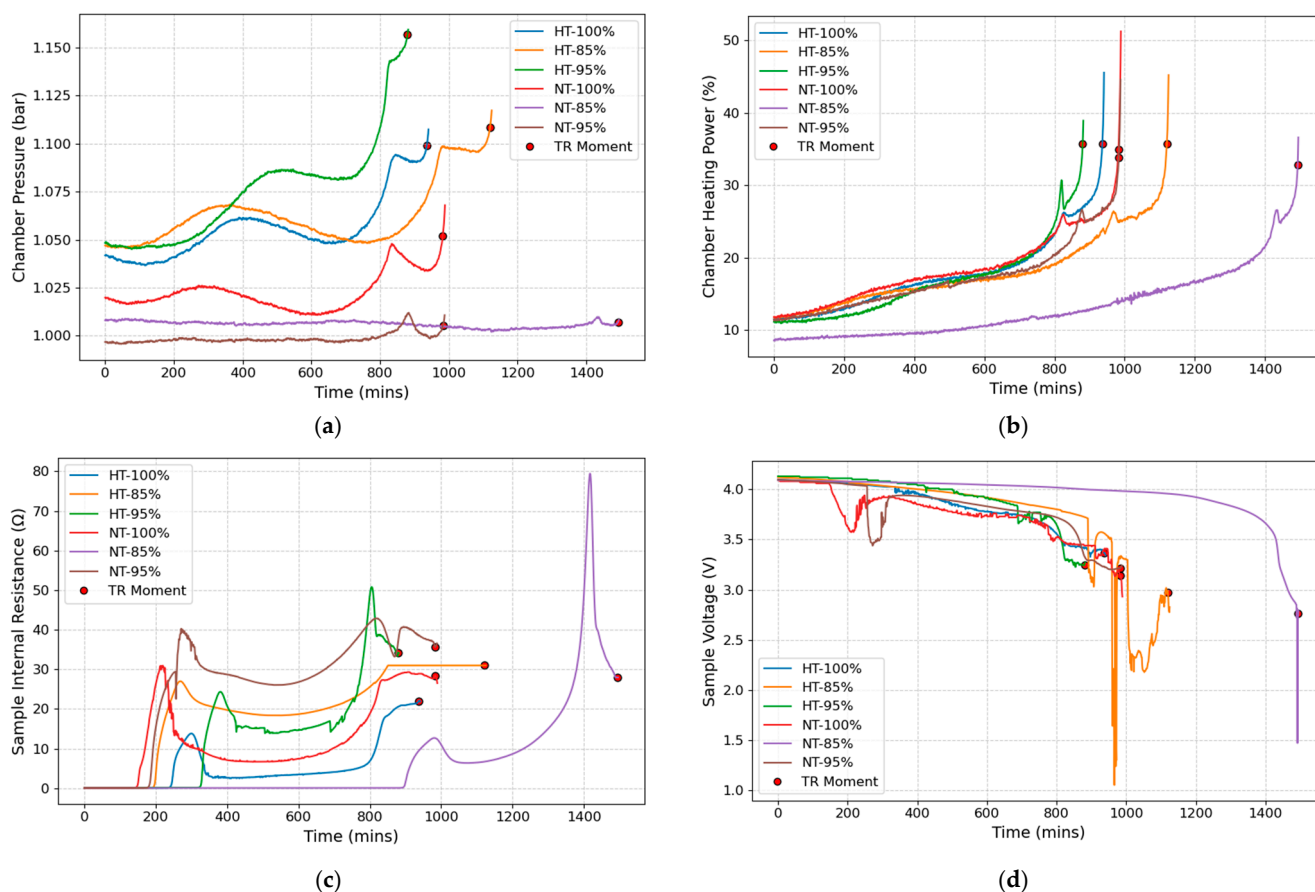 Chamber Pressure (bar)
1.150
1.125
1.100
1.075
1.050
1.025
1.000
0 200 400 600 800 1000 1200 1400
Time (mins)
HT-100%
HT-85%
HT-95%
NT-100%
NT-85%
NT-95%
TR Moment
(a)
Chamber Heating Power (%)
50
40
30
20
10
0 200 400 600 800 1000 1200 1400
Time (mins)
HT-100%
HT-85%
HT-95%
NT-100%
NT-85%
NT-95%
TR Moment
(b)
Sample Internal Resistance (Ω)
80
70
60
50
40
30
20
10
0
0 200 400 600 800 1000 1200 1400
Time (mins)
HT-100%
HT-85%
HT-95%
NT-100%
NT-85%
NT-95%
TR Moment
(c)
Sample Voltage (V)
4.0
3.5
3.0
2.5
2.0
1.5
1.0
0 200 400 600 800 1000 1200 1400
Time (mins)
HT-100%
HT-85%
HT-95%
NT-100%
NT-85%
NT-95%
TR Moment
(d)